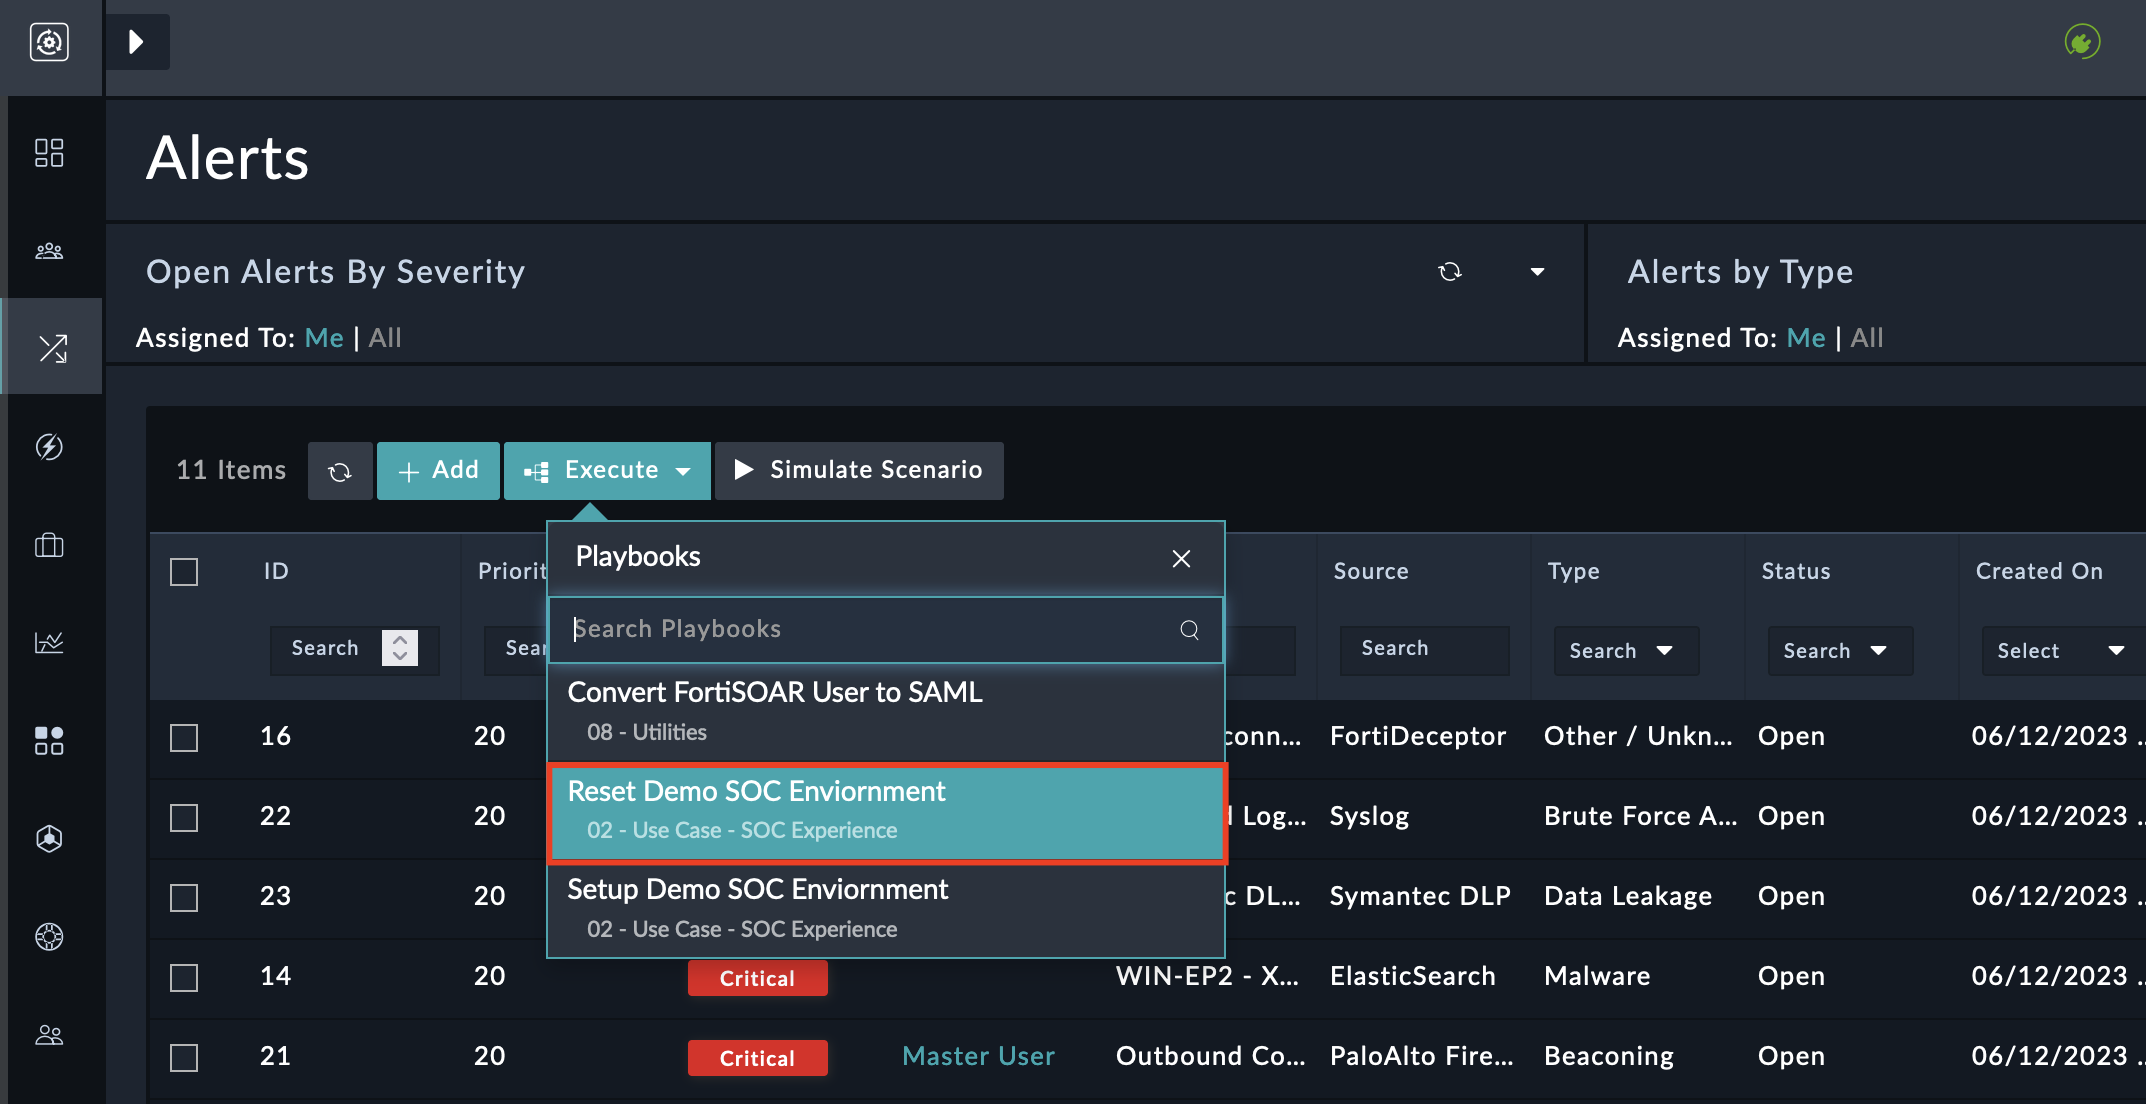 Alerts
Open Alerts By Severity
Alerts by Type
Assigned To: Me | All
Assigned To: Me | All
11 Items
Add
Execute
Simulate Scenario
Playbooks
Search Playbooks
Convert FortiSOAR User to SAML
08 - Utilities
Reset Demo SOC Enviornment
02 - Use Case - SOC Experience
Setup Demo SOC Enviornment
02 - Use Case - SOC Experience
ID Priorit Source Type Status Created On
Search Sear Search Search Search Select
16 20 conn... FortiDeceptor Other / Unkn... Open 06/12/2023 ..
22 20 Log... Syslog Brute Force A... Open 06/12/2023 ..
23 20 c DL... Symantec DLP Data Leakage Open 06/12/2023 ..
14 20 Critical WIN-EP2 - X... ElasticSearch Malware Open 06/12/2023 ..
21 20 Critical Master User Outbound Co... PaloAlto Fire... Beaconing Open 06/12/2023 ..